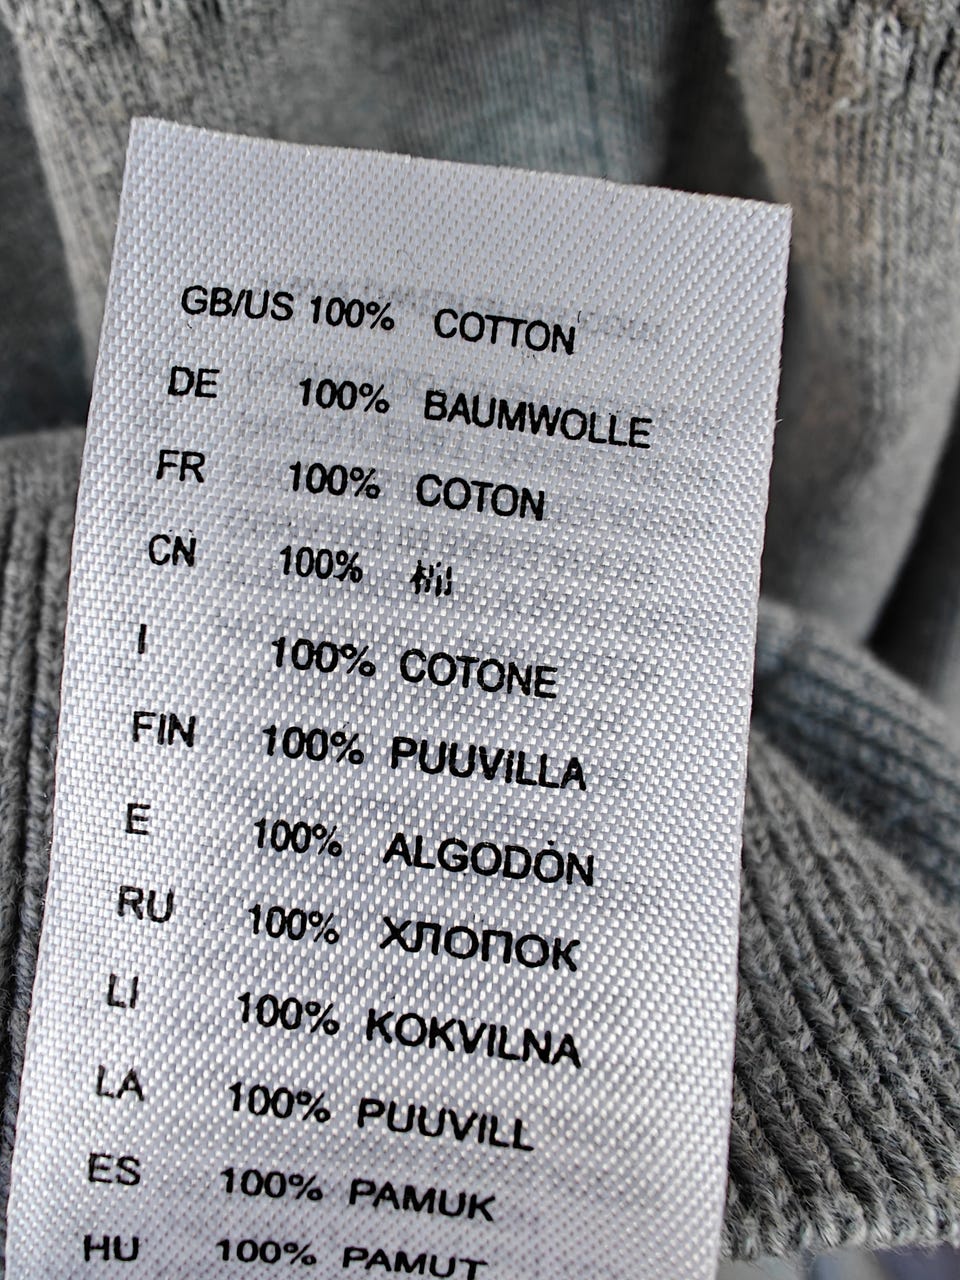 GB/US 100% COTTON
DE 100% BAUMWOLLE
FR 100% COTON
CN 100%
I 100% COTONE
FIN 100% PUUVILLA
E 100% ALGODÓN
RU 100% ХЛОПОК
LI 100% KOKVILNA
LA 100% PUUVILL
ES 100% PAMUK
HU 100% PAMUT